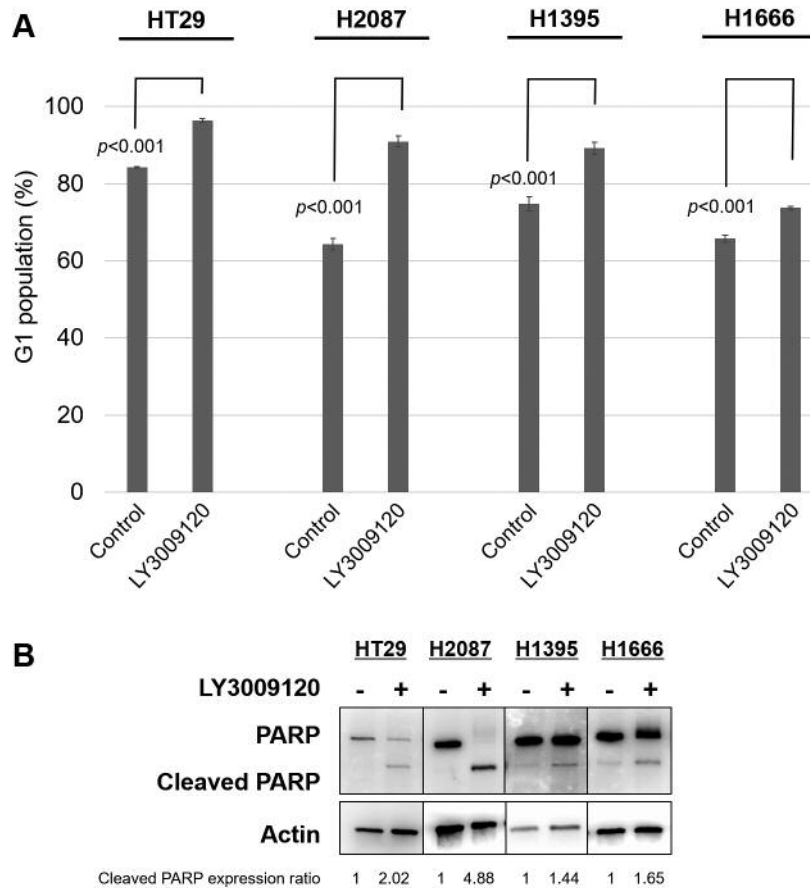 A
HT29 H2087 H1395 H1666
G1 population (%)
100
80
60
40
20
0
p<0.001
p<0.001
p<0.001
p<0.001
Control LY3009120 Control LY3009120 Control LY3009120 Control LY3009120
B
HT29 H2087 H1395 H1666
LY3009120 - + - + - + - +
PARP
Cleaved PARP
Actin
Cleaved PARP expression ratio 1 2.02 1 4.88 1 1.44 1 1.65